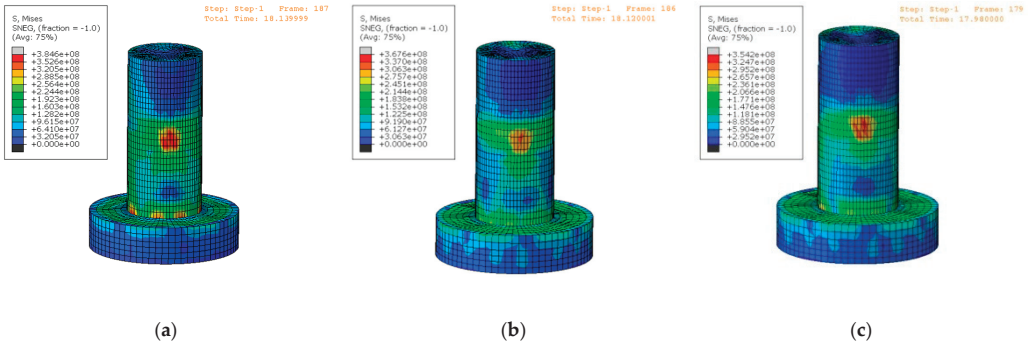 Step: Step-1   Frame: 187
Total Time: 18.139999
S, Mises
SNEG, (fraction = -1.0)
(Avg: 75%)
+3.846e+08
+3.526e+08
+3.205e+08
+2.885e+08
+2.564e+08
+2.244e+08
+1.923e+08
+1.603e+08
+1.282e+08
+9.615e+07
+6.410e+07
+3.205e+07
+0.000e+00
(a)
Step: Step-1   Frame: 186
Total Time: 18.120001
S, Mises
SNEG, (fraction = -1.0)
(Avg: 75%)
+3.676e+08
+3.370e+08
+3.063e+08
+2.757e+08
+2.451e+08
+2.144e+08
+1.838e+08
+1.532e+08
+1.225e+08
+9.190e+07
+6.127e+07
+3.063e+07
+0.000e+00
(b)
Step: Step-1   Frame: 179
Total Time: 17.980000
S, Mises
SNEG, (fraction = -1.0)
(Avg: 75%)
+3.542e+08
+3.247e+08
+2.952e+08
+2.657e+08
+2.361e+08
+2.066e+08
+1.771e+08
+1.476e+08
+1.181e+08
+8.855e+07
+5.904e+07
+2.952e+07
+0.000e+00
(c)